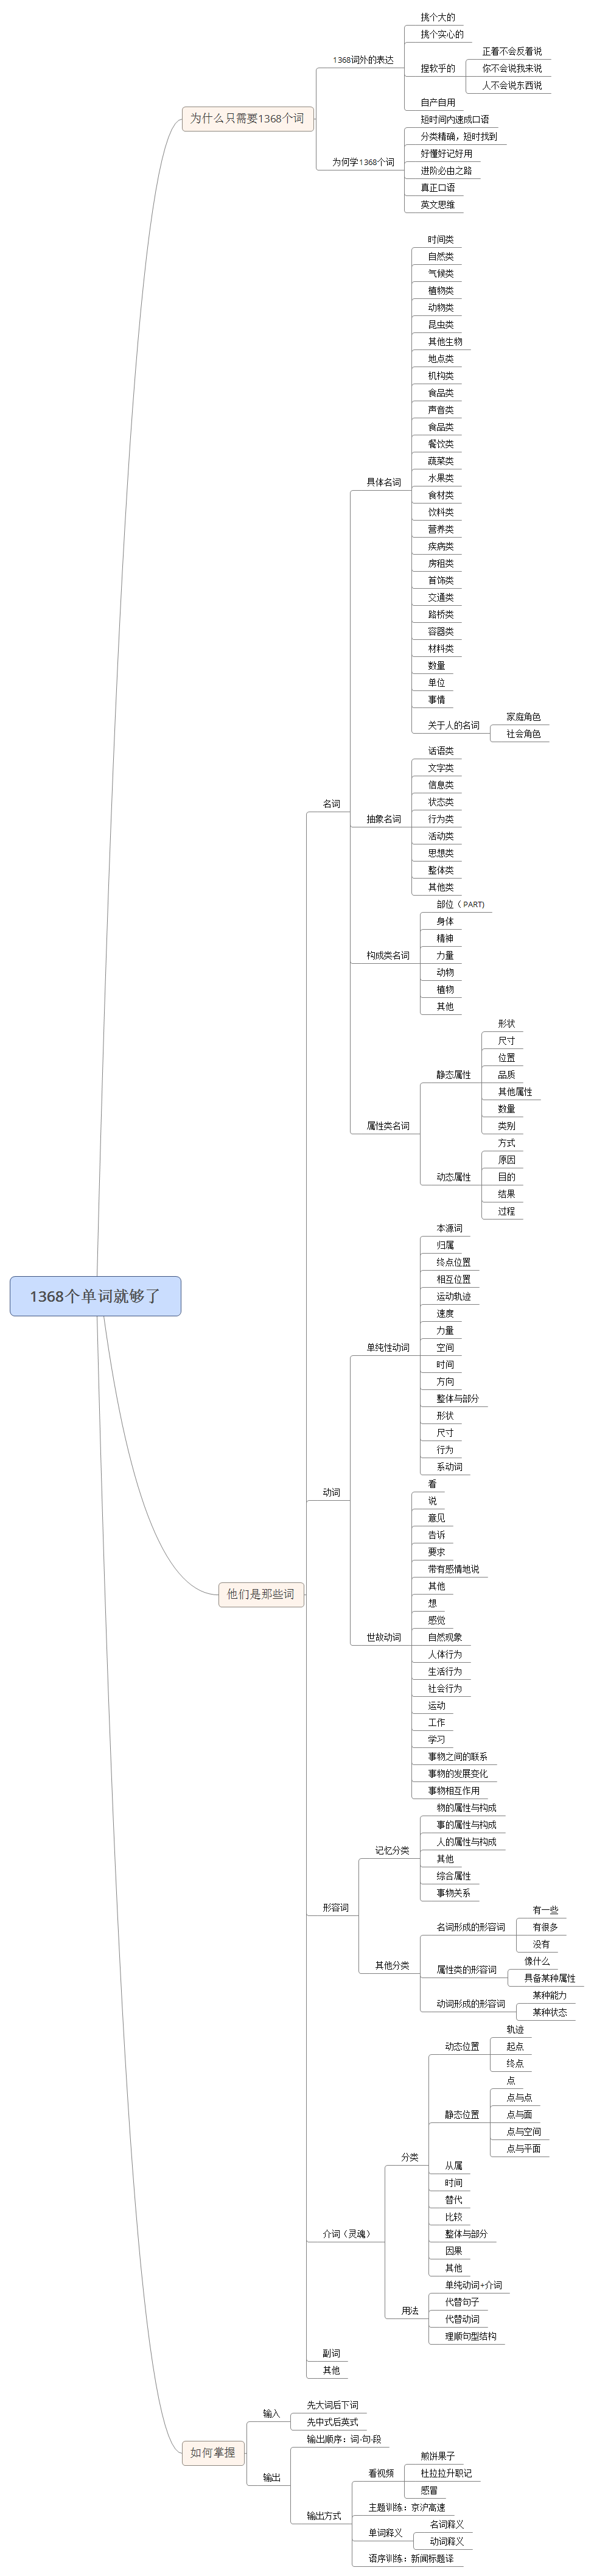 1368个单词就够了
为什么只需要1368个词
1368词外的表达
挑个大的
挑个实心的
捏软乎的
正着不会反着说
你不会说我来说
人不会说东西说
自产自用
为何学1368个词
短时间内速成口语
分类精确，短时找到
好懂好记好用
进阶必由之路
真正口语
英文思维
他们是那些词
名词
具体名词
时间类
自然类
气候类
植物类
动物类
昆虫类
其他生物
地点类
机构类
食品类
声音类
食品类
餐饮类
蔬菜类
水果类
食材类
饮料类
营养类
疾病类
房租类
首饰类
交通类
路桥类
容器类
材料类
数量
单位
事情
关于人的名词
家庭角色
社会角色
抽象名词
话语类
文字类
信息类
状态类
行为类
活动类
思想类
整体类
其他类
构成类名词
部位（ PART)
身体
精神
力量
动物
植物
其他
属性类名词
静态属性
形状
尺寸
位置
品质
其他属性
数量
类别
动态属性
方式
原因
目的
结果
过程
动词
单纯性动词
本源词
归属
终点位置
相互位置
运动轨迹
速度
力量
空间
时间
方向
整体与部分
形状
尺寸
行为
系动词
世故动词
看
说
意见
告诉
要求
带有感情地说
其他
想
感觉
自然现象
人体行为
生活行为
社会行为
运动
工作
学习
事物之间的联系
事物的发展变化
事物相互作用
形容词
记忆分类
物的属性与构成
事的属性与构成
人的属性与构成
其他
综合属性
事物关系
其他分类
名词形成的形容词
有一些
有很多
没有
属性类的形容词
像什么
具备某种属性
动词形成的形容词
某种能力
某种状态
介词（灵魂）
分类
动态位置
轨迹
起点
终点
静态位置
点
点与点
点与面
点与空间
点与平面
从属
时间
替代
比较
整体与部分
因果
其他
用法
单纯动词+介词
代替句子
代替动词
理顺句型结构
副词
其他
如何掌握
输入
先大词后下词
先中式后英式
输出
输出顺序：词·句·段
输出方式
看视频
煎饼果子
杜拉拉升职记
感冒
主题训练：京沪高速
单词释义
名词释义
动词释义
语序训练：新闻标题译